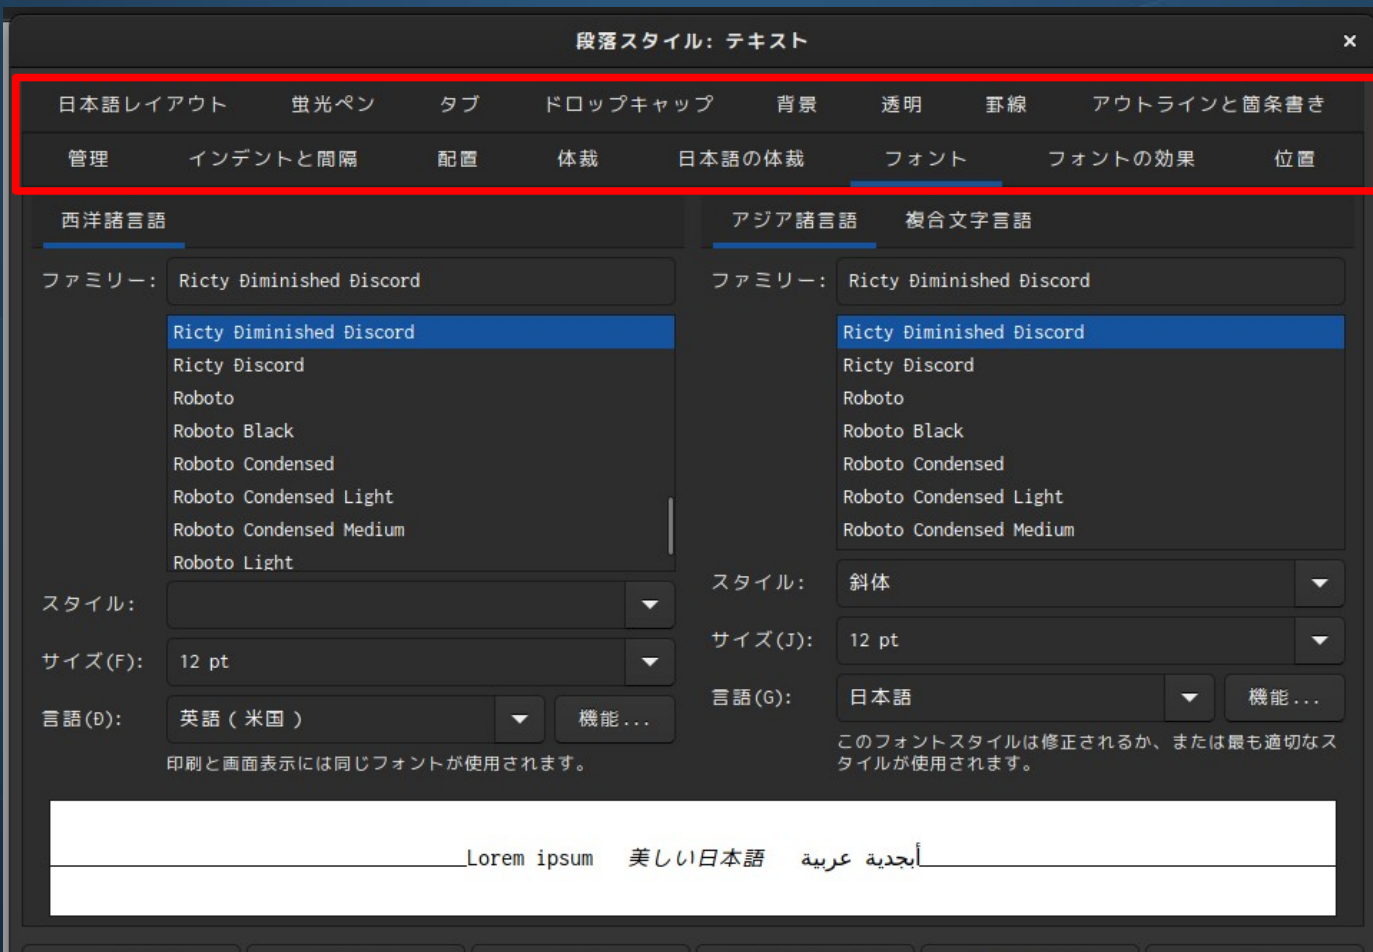 段落スタイル: テキスト ×
日本語レイアウト 蛍光ペン タブ ドロップキャップ 背景 透明 罫線 アウトラインと箇条書き
管理 インデントと間隔 配置 体裁 日本語の体裁 フォント フォントの効果 位置
西洋諸言語
ファミリー: Ricty Điminished Điscord
Ricty Điminished Điscord
Ricty Điscord
Roboto
Roboto Black
Roboto Condensed
Roboto Condensed Light
Roboto Condensed Medium
Roboto Light
スタイル:
サイズ(F): 12 pt
言語(Đ): 英語(米国) 機能...
印刷と画面表示には同じフォントが使用されます。
アジア諸言語 複合文字言語
ファミリー: Ricty Điminished Điscord
Ricty Điminished Điscord
Ricty Điscord
Roboto
Roboto Black
Roboto Condensed
Roboto Condensed Light
Roboto Condensed Medium
スタイル: 斜体
サイズ(J): 12 pt
言語(G): 日本語 機能...
このフォントスタイルは修正されるか、または最も適切なス
タイルが使用されます。
Lorem ipsum 美しい日本語 أبجدية عربية